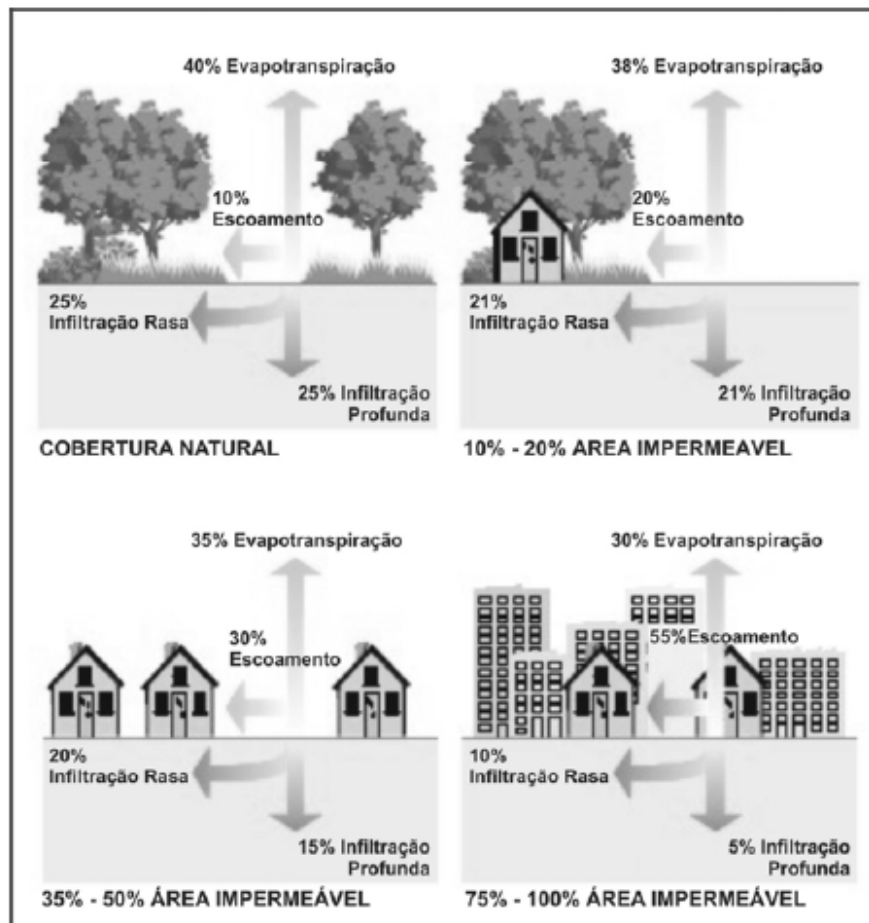 40% Evapotranspiração
10%
Escoamento
25%
Infiltração Rasa
25% Infiltração
Profunda
COBERTURA NATURAL
38% Evapotranspiração
20%
Escoamento
21%
Infiltração Rasa
21% Infiltração
Profunda
10% - 20% AREA IMPERMEAVEL
35% Evapotranspiração
30%
Escoamento
20%
Infiltração Rasa
15% Infiltração
Profunda
35% - 50% ÁREA IMPERMEÁVEL
30% Evapotranspiração
55%Escoamento
10%
Infiltração Rasa
5% Infiltração
Profunda
75% - 100% ÁREA IMPERMEÁVEL